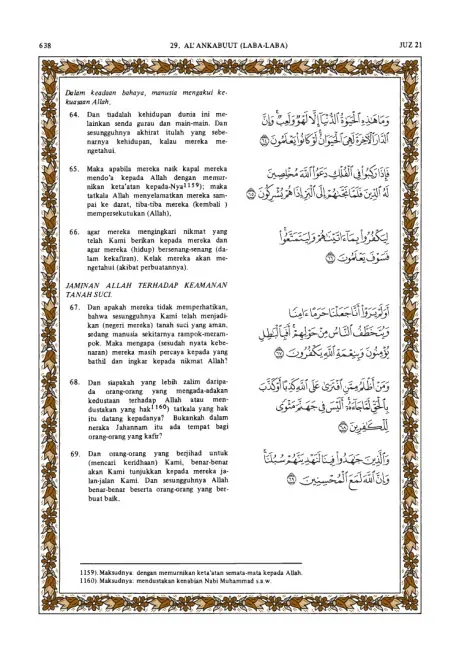 638
29. AL'ANKABUUT (LABA-LABA)
JUZ 21
Dalam keadaan bahaya, manusia mengakui ke-
kuasaan Allah.
64. Dan tiadalah kehidupan dunia ini me-
lainkan senda gurau dan main-main. Dan
sesungguhnya akhirat itulah yang sebe-
narnya kehidupan, kalau mereka me-
ngetahui.
وَمَا هَٰذِهِ الْحَيَوٰةُ الدُّنْيَآ إِلَّا لَهْوٌ وَلَعِبٌ ۚ وَإِنَّ
الدَّارَ الْآخِرَةَ لَهِيَ الْحَيَوَانُ ۚ لَوْ كَانُوا يَعْلَمُونَ ٦٤
65. Maka apabila mereka naik kapal mereka
mendo'a kepada Allah dengan memur-
nikan keta'atan kepada-Nya1159); maka
tatkala Allah menyelamatkan mereka sam-
pai ke darat, tiba-tiba mereka (kembali )
mempersekutukan (Allah),
فَإِذَا رَكِبُوا فِي الْفُلْكِ دَعَوُا اللَّهَ مُخْلِصِينَ
لَهُ الدِّينَ فَلَمَّا نَجَّاهُمْ إِلَى الْبَرِّ إِذَا هُمْ يُشْرِكُونَ ٦٥
66. agar mereka mengingkari nikmat yang
telah Kami berikan kepada mereka dan
agar mereka (hidup) bersenang-senang (da-
lam kekafiran). Kelak mereka akan me-
ngetahui (akibat perbuatannya).
لِيَكْفُرُوا بِمَآ ءَاتَيْنَاهُمْ وَلِيَتَمَتَّعُوا
فَسَوْفَ يَعْلَمُونَ ٦٦
JAMINAN ALLAH TERHADAP KEAMANAN
TANAH SUCI.
67. Dan apakah mereka tidak memperhatikan,
bahwa sesungguhnya Kami telah menjadi-
kan (negeri mereka) tanah suci yang aman,
sedang manusia sekitarnya rampok-meram-
pok. Maka mengapa (sesudah nyata kebe-
naran) mereka masih percaya kepada yang
bathil dan ingkar kepada nikmat Allah?
أَوَلَمْ يَرَوْا أَنَّا جَعَلْنَا حَرَمًا ءَامِنًا
وَيُتَخَطَّفُ النَّاسُ مِنْ حَوْلِهِمْ ۚ أَفَبِالْبَاطِلِ
يُؤْمِنُونَ وَبِنِعْمَةِ اللَّهِ يَكْفُرُونَ ٦٧
68. Dan siapakah yang lebih zalim daripa-
da orang-orang yang mengada-adakan
kedustaan terhadap Allah atau men-
dustakan yang hak1160) tatkala yang hak
itu datang kepadanya? Bukankah dalam
neraka Jahannam itu ada tempat bagi
orang-orang yang kafir?
وَمَنْ أَظْلَمُ مِمَّنِ افْتَرَىٰ عَلَى اللَّهِ كَذِبًا أَوْ كَذَّبَ
بِالْحَقِّ لَمَّا جَآءَهُ ۚ أَلَيْسَ فِي جَهَنَّمَ مَثْوًى
لِلْكَافِرِينَ ٦٨
69. Dan orang-orang yang berjihad untuk
(mencari keridhaan) Kami, benar-benar
akan Kami tunjukkan kepada mereka ja-
lan-jalan Kami. Dan sesungguhnya Allah
benar-benar beserta orang-orang yang ber-
buat baik.
وَالَّذِينَ جَاهَدُوا فِينَا لَنَهْدِيَنَّهُمْ سُبُلَنَا ۚ
وَإِنَّ اللَّهَ لَمَعَ الْمُحْسِنِينَ ٦٩
1159). Maksudnya: dengan memurnikan keta'atan semata-mata kepada Allah.
1160). Maksudnya: mendustakan kenabian Nabi Muhammad s.a.w.